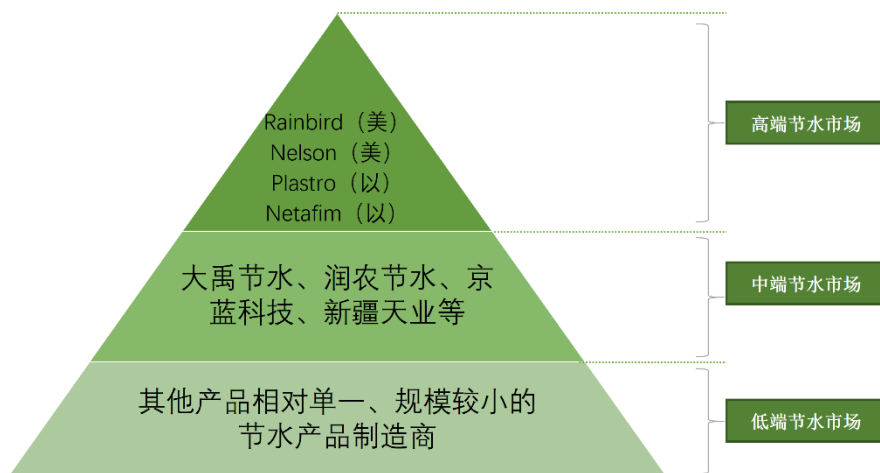 Rainbird（美）
Nelson（美）
Plastro（以）
Netafim（以）
高端节水市场
大禹节水、润农节水、京
蓝科技、新疆天业等
中端节水市场
其他产品相对单一、规模较小的
节水产品制造商
低端节水市场